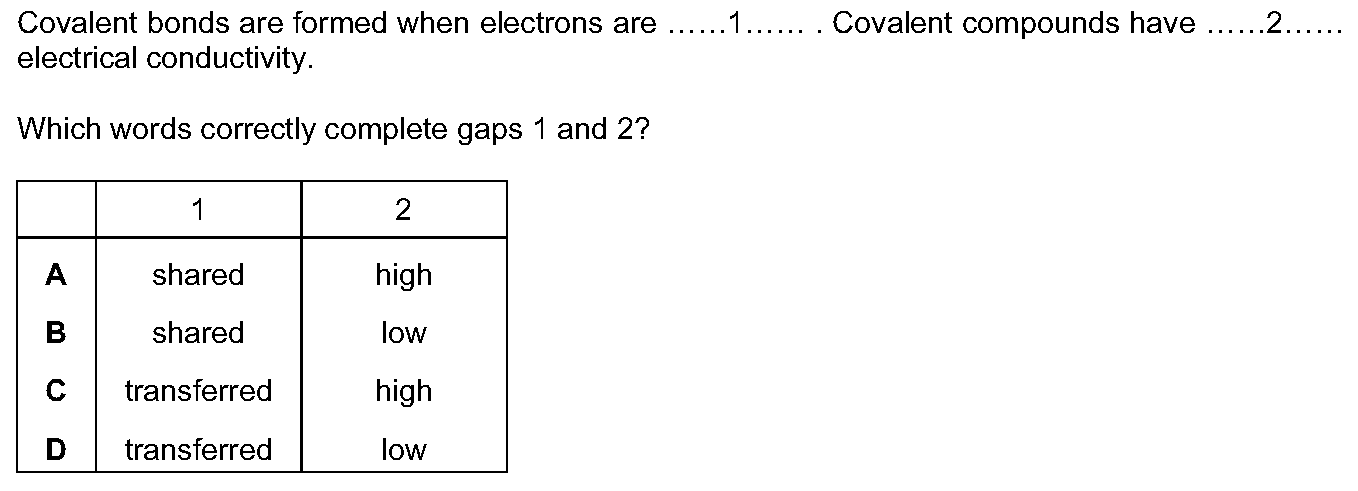 Covalent bonds are formed when electrons are ......1...... . Covalent compounds have ......2......
electrical conductivity.
Which words correctly complete gaps 1 and 2?
1 2
A shared high
B shared low
C transferred high
D transferred low